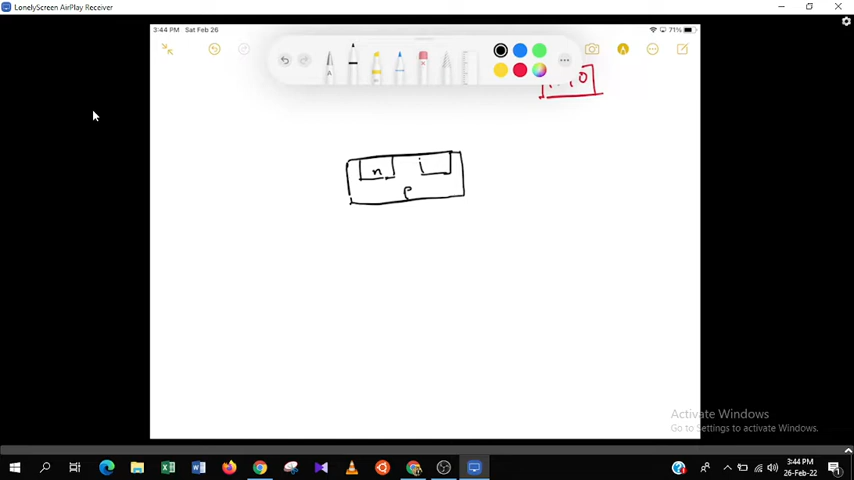 LonelyScreen AirPlay Receiver
3:44 PM Sat Feb 26
71%
A
n
p
Activate Windows
Go to Settings to activate Windows.
3:44 PM
26-Feb-22